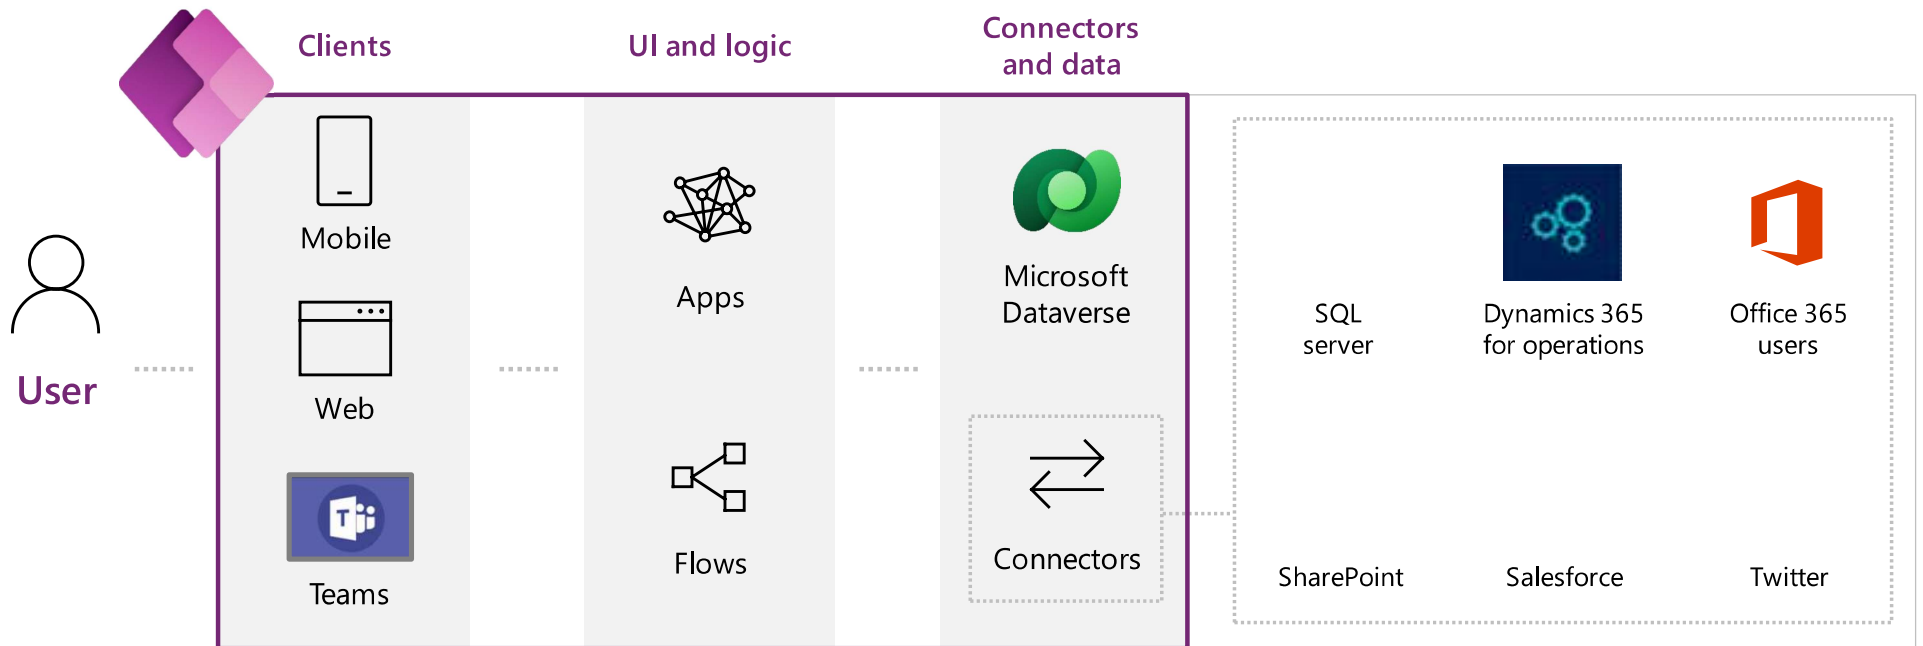 Clients
UI and logic
Connectors
and data
User
Mobile
Web
T
Teams
Apps
Flows
Microsoft
Dataverse
Connectors
SQL
server
Dynamics 365
for operations
Office 365
users
SharePoint
Salesforce
Twitter